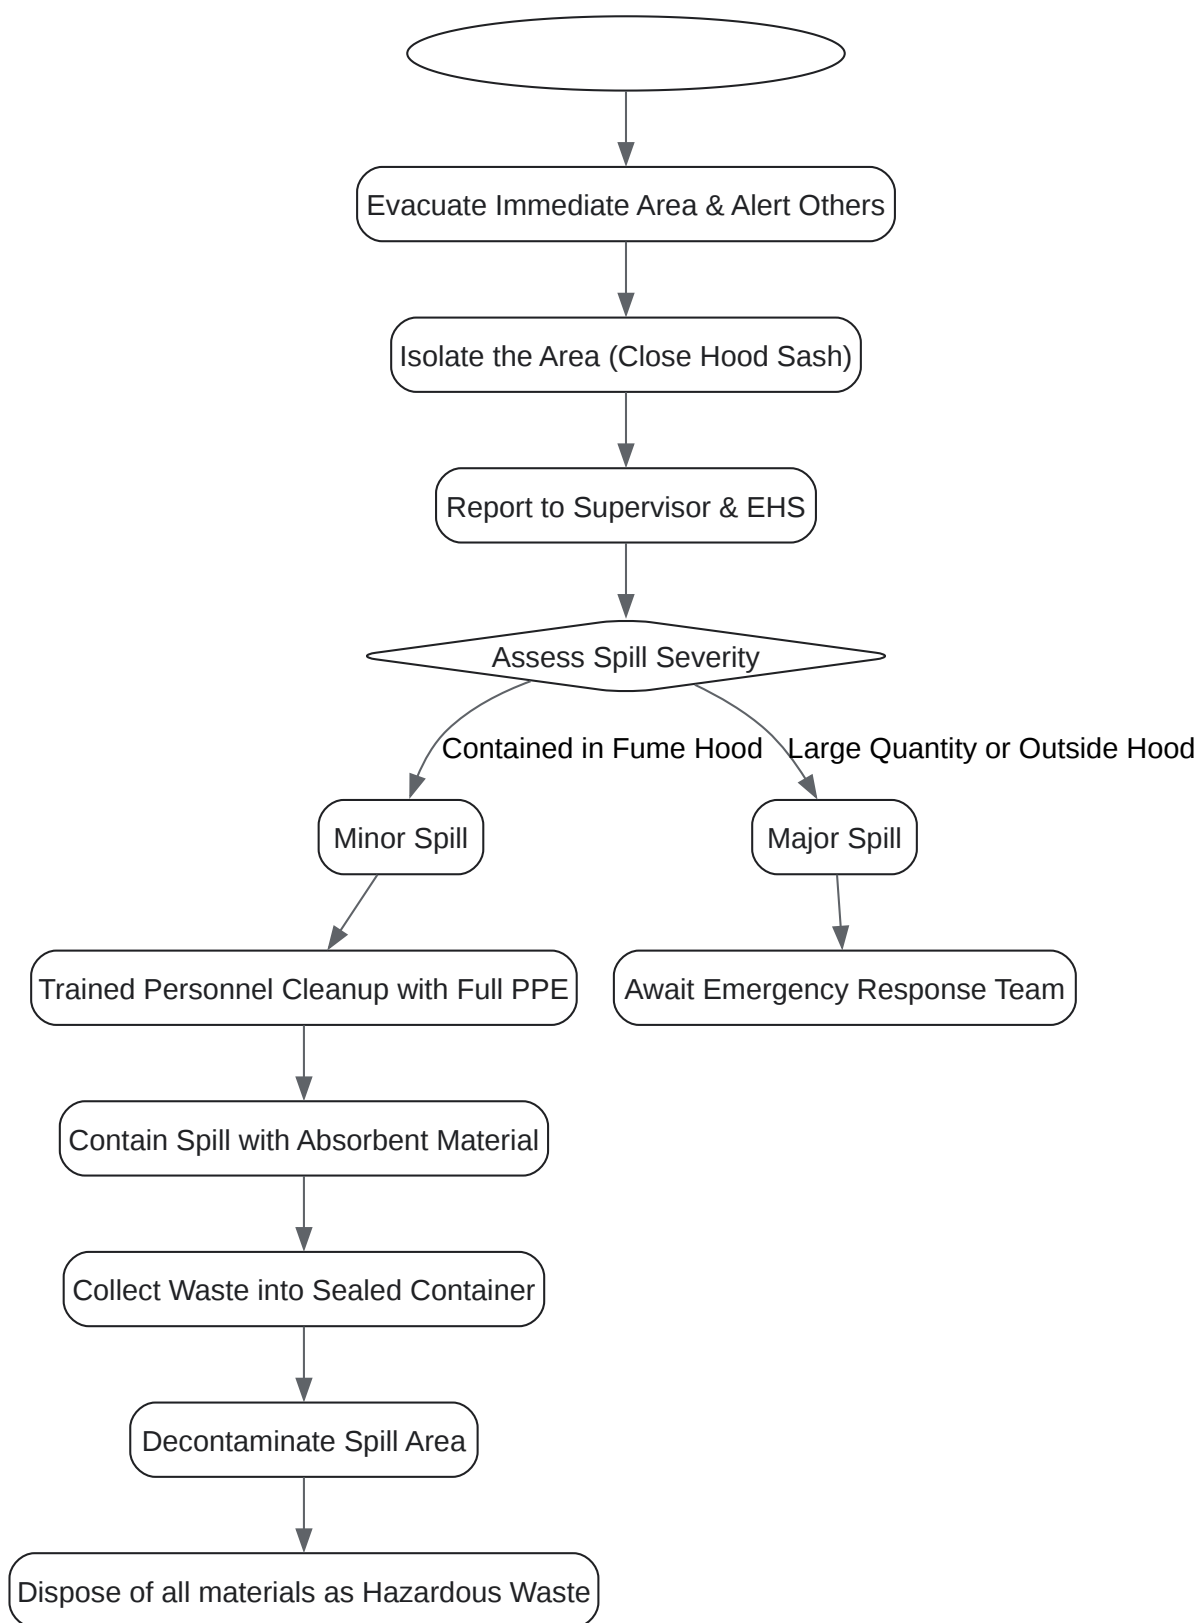 Evacuate Immediate Area & Alert Others
Isolate the Area (Close Hood Sash)
Report to Supervisor & EHS
Assess Spill Severity
Contained in Fume Hood
Large Quantity or Outside Hood
Minor Spill
Major Spill
Trained Personnel Cleanup with Full PPE
Await Emergency Response Team
Contain Spill with Absorbent Material
Collect Waste into Sealed Container
Decontaminate Spill Area
Dispose of all materials as Hazardous Waste